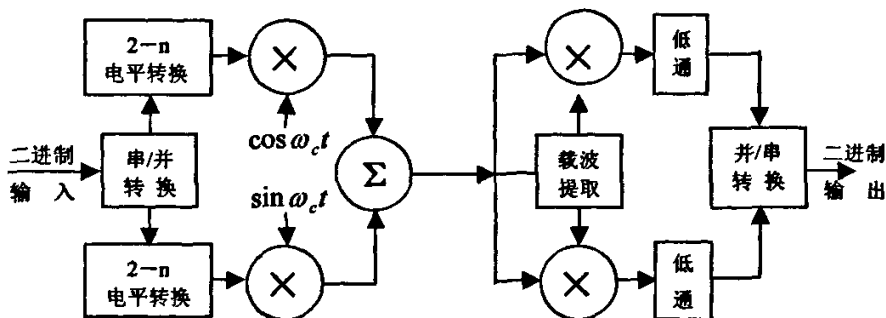 2-n
电平转换
×
cos ω_c t
二进制
输 入
串/并
转 换
Σ
sin ω_c t
2-n
电平转换
×
×
低
通
载波
提取
并/串
转 换
二进制
输 出
×
低
通